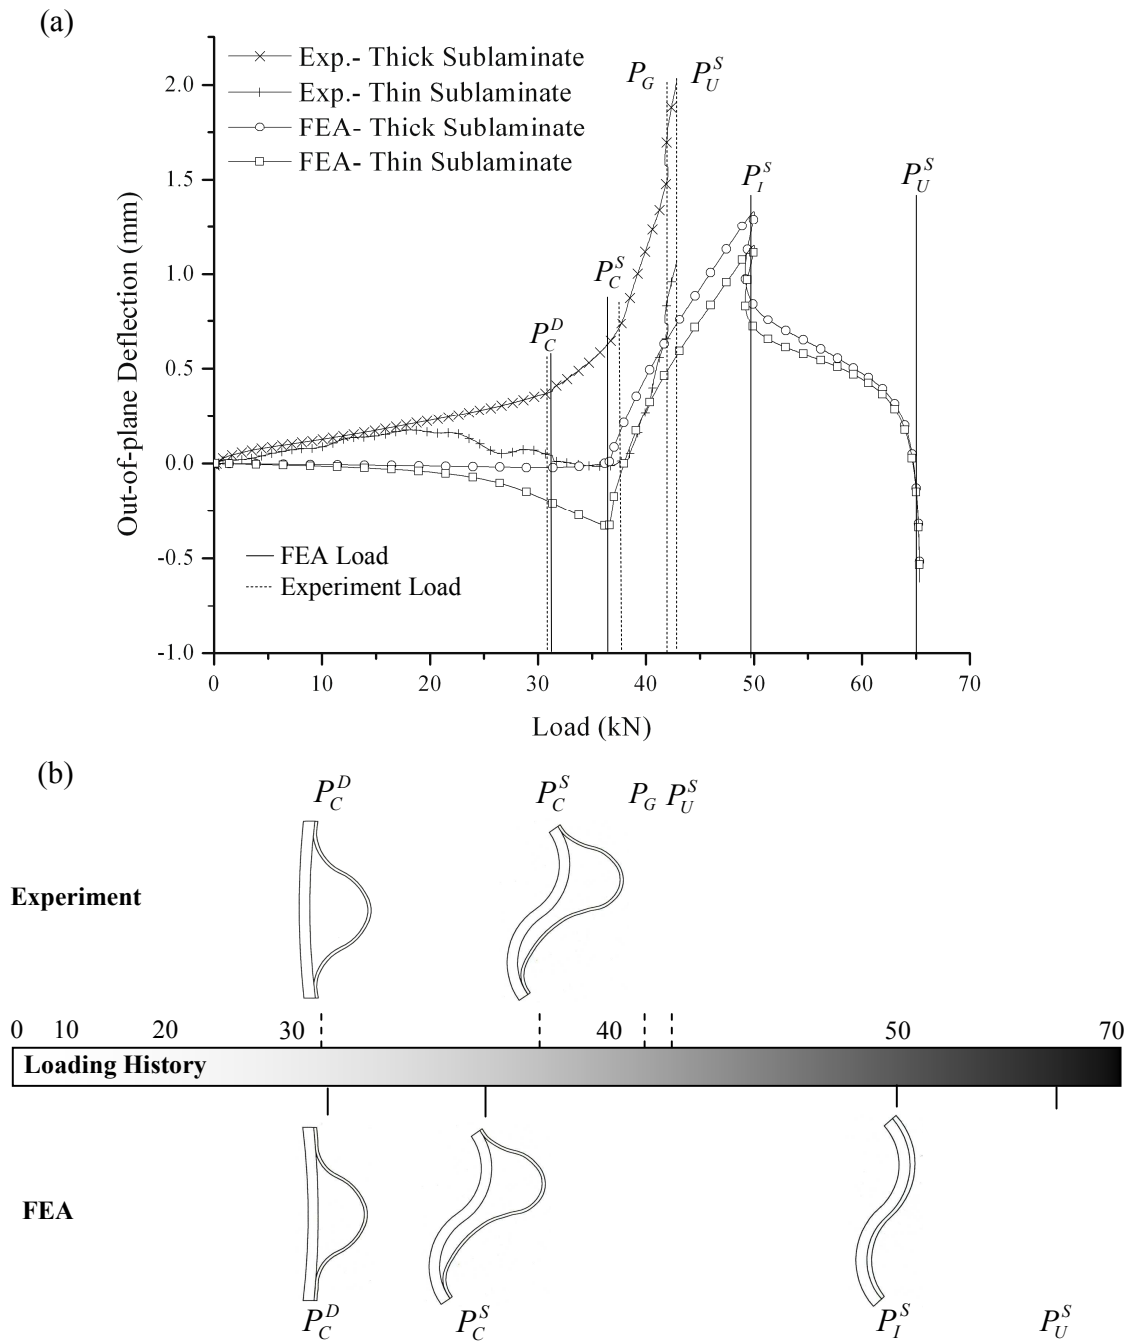 (a)
Exp.- Thick Sublaminate
Exp.- Thin Sublaminate
FEA- Thick Sublaminate
FEA- Thin Sublaminate
P_G P_U^S
P_I^S P_U^S
P_C^S
P_C^D
2.0
1.5
1.0
0.5
0.0
-0.5
-1.0
Out-of-plane Deflection (mm)
FEA Load
Experiment Load
0 10 20 30 40 50 60 70
Load (kN)
(b)
P_C^D P_C^S P_G P_U^S
Experiment
0 10 20 30 40 50 70
Loading History
FEA
P_C^D P_C^S P_I^S P_U^S